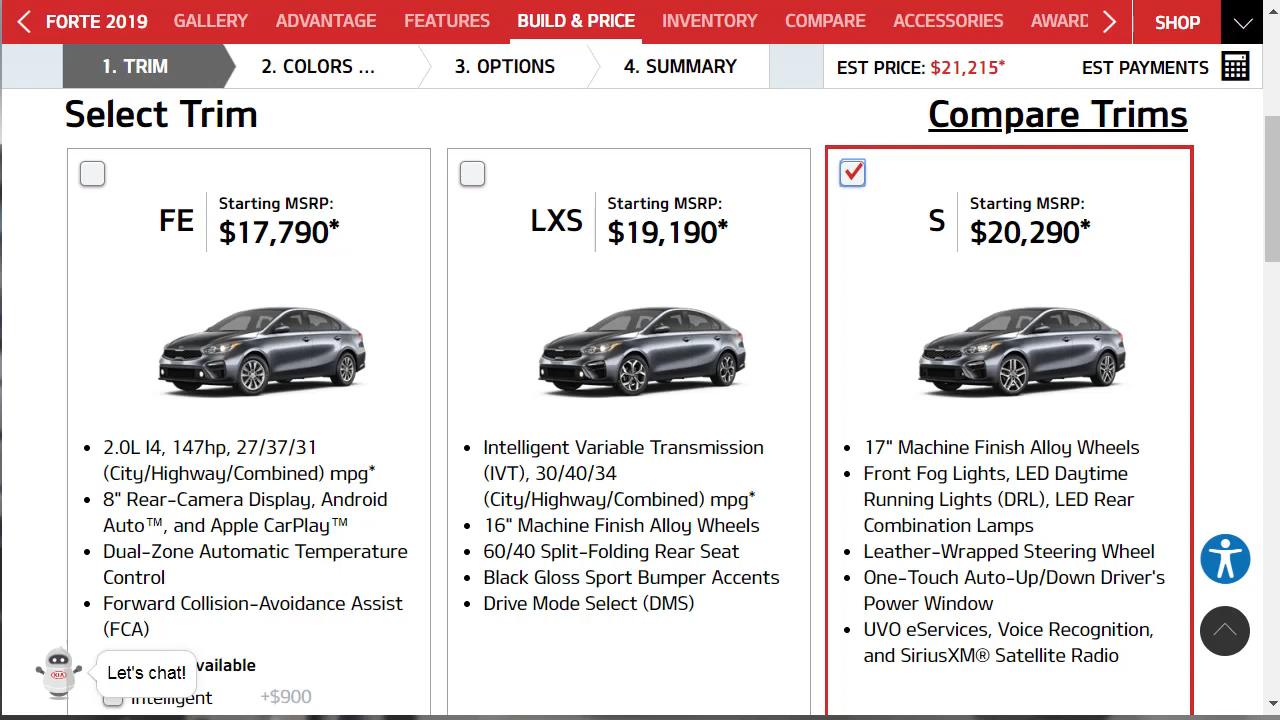 FORTE 2019 GALLERY ADVANTAGE FEATURES BUILD & PRICE INVENTORY COMPARE ACCESSORIES AWARD SHOP
1. TRIM 2. COLORS ... 3. OPTIONS 4. SUMMARY EST PRICE: $21,215* EST PAYMENTS
Select Trim Compare Trims
FE
Starting MSRP:
$17,790*
2.0L I4, 147hp, 27/37/31
(City/Highway/Combined) mpg*
8" Rear-Camera Display, Android
Auto™, and Apple CarPlay™
Dual-Zone Automatic Temperature
Control
Forward Collision-Avoidance Assist
(FCA)
vailable
Intelligent +$900
LXS
Starting MSRP:
$19,190*
Intelligent Variable Transmission
(IVT), 30/40/34
(City/Highway/Combined) mpg*
16" Machine Finish Alloy Wheels
60/40 Split-Folding Rear Seat
Black Gloss Sport Bumper Accents
Drive Mode Select (DMS)
S
Starting MSRP:
$20,290*
17" Machine Finish Alloy Wheels
Front Fog Lights, LED Daytime
Running Lights (DRL), LED Rear
Combination Lamps
Leather-Wrapped Steering Wheel
One-Touch Auto-Up/Down Driver's
Power Window
UVO eServices, Voice Recognition,
and SiriusXM® Satellite Radio
KIA
Let's chat!